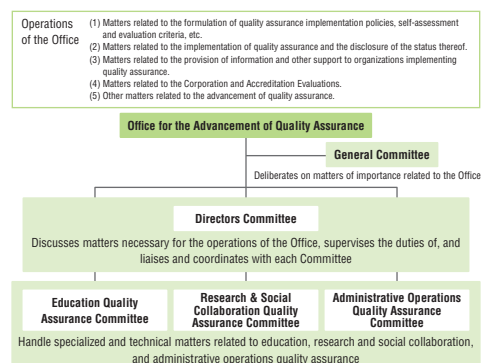 Operations
of the Office
(1) Matters related to the formulation of quality assurance implementation policies, self-assessment
and evaluation criteria, etc.
(2) Matters related to the implementation of quality assurance and the disclosure of the status thereof.
(3) Matters related to the provision of information and other support to organizations implementing
quality assurance.
(4) Matters related to the Corporation and Accreditation Evaluations.
(5) Other matters related to the advancement of quality assurance.
Office for the Advancement of Quality Assurance
General Committee
Deliberates on matters of importance related to the Office
Directors Committee
Discusses matters necessary for the operations of the Office, supervises the duties of, and
liaises and coordinates with each Committee
Education Quality
Assurance Committee
Research & Social
Collaboration Quality
Assurance Committee
Administrative Operations
Quality Assurance
Committee
Handle specialized and technical matters related to education, research and social collaboration,
and administrative operations quality assurance